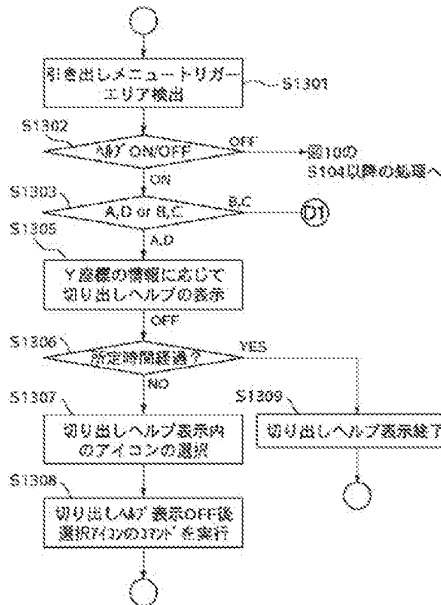 引き出しメニュートリガー
エリア検出
S1301
S1302
ﾍﾙﾌﾟ ON/OFF
OFF
図10の
S104以降の処理へ
ON
S1303
A,D or B,C
B,C
D1
A,D
S1305
Y座標の情報に応じて
切り出しヘルプの表示
OFF
S1306
所定時間経過？
YES
NO
S1307
切り出しヘルプ表示内
のアイコンの選択
S1309
切り出しヘルプ表示終了
S1308
切り出しﾍﾙﾌﾟ表示OFF後
選択ｱｲｺﾝのｺﾏﾝﾄﾞを実行